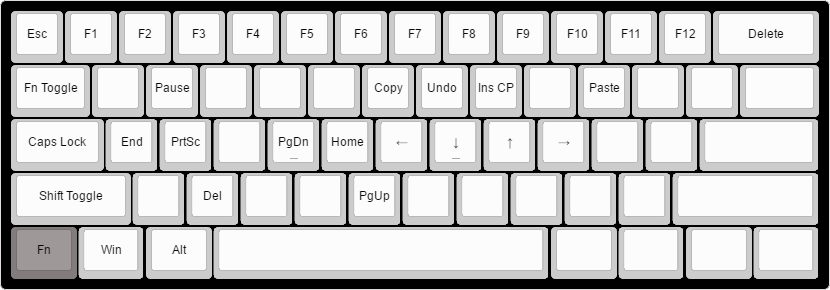 Esc F1 F2 F3 F4 F5 F6 F7 F8 F9 F10 F11 F12 Delete
Fn Toggle Pause Copy Undo Ins CP Paste
Caps Lock End PrtSc PgDn Home ← ↓ ↑ →
_ _
Shift Toggle Del PgUp
Fn Win Alt